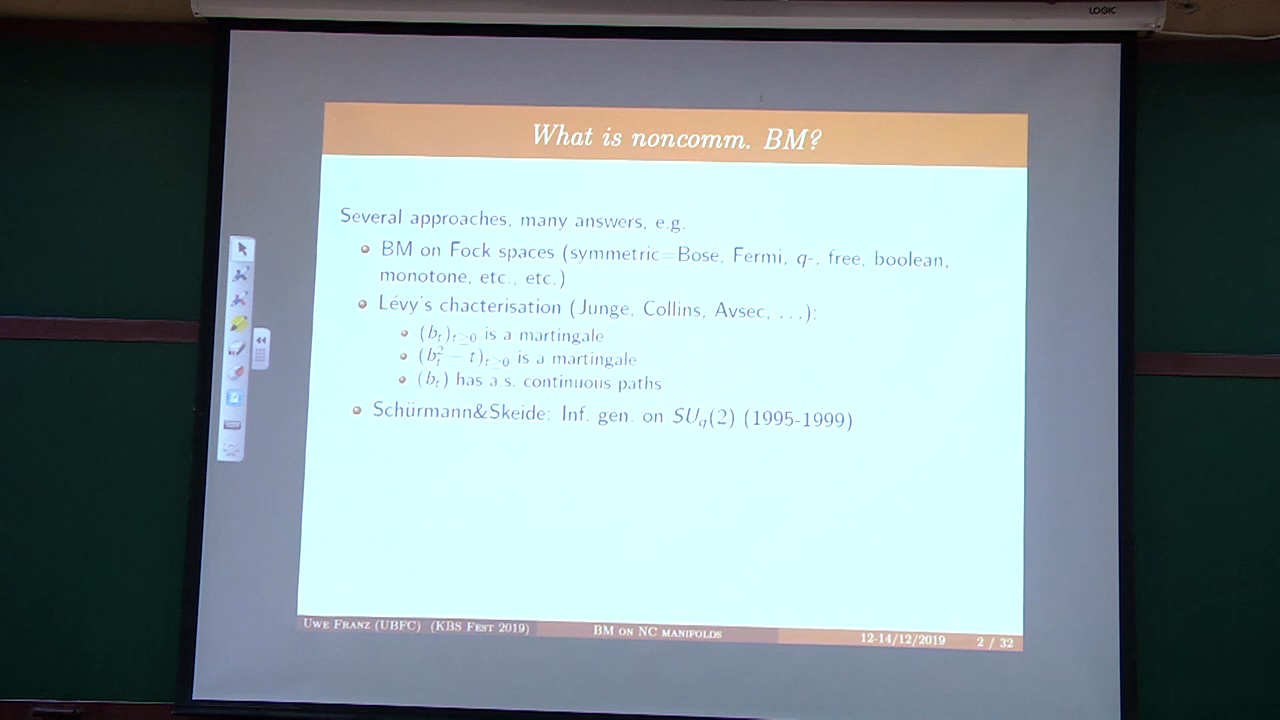 LOGIC
What is noncomm. BM?
Several approaches, many answers, e.g.
BM on Fock spaces (symmetric=Bose, Fermi, q-, free, boolean,
monotone, etc., etc.)
Lévy's chacterisation (Junge, Collins, Avsec, ...):
(b_t)_{t≥0} is a martingale
(b_t^2 − t)_{t≥0} is a martingale
(b_t) has a.s. continuous paths
Schürmann&Skeide: Inf. gen. on SU_q(2) (1995-1999)
UWE FRANZ (UBFC) (KBS FEST 2019) BM ON NC MANIFOLDS 12-14/12/2019 2 / 32